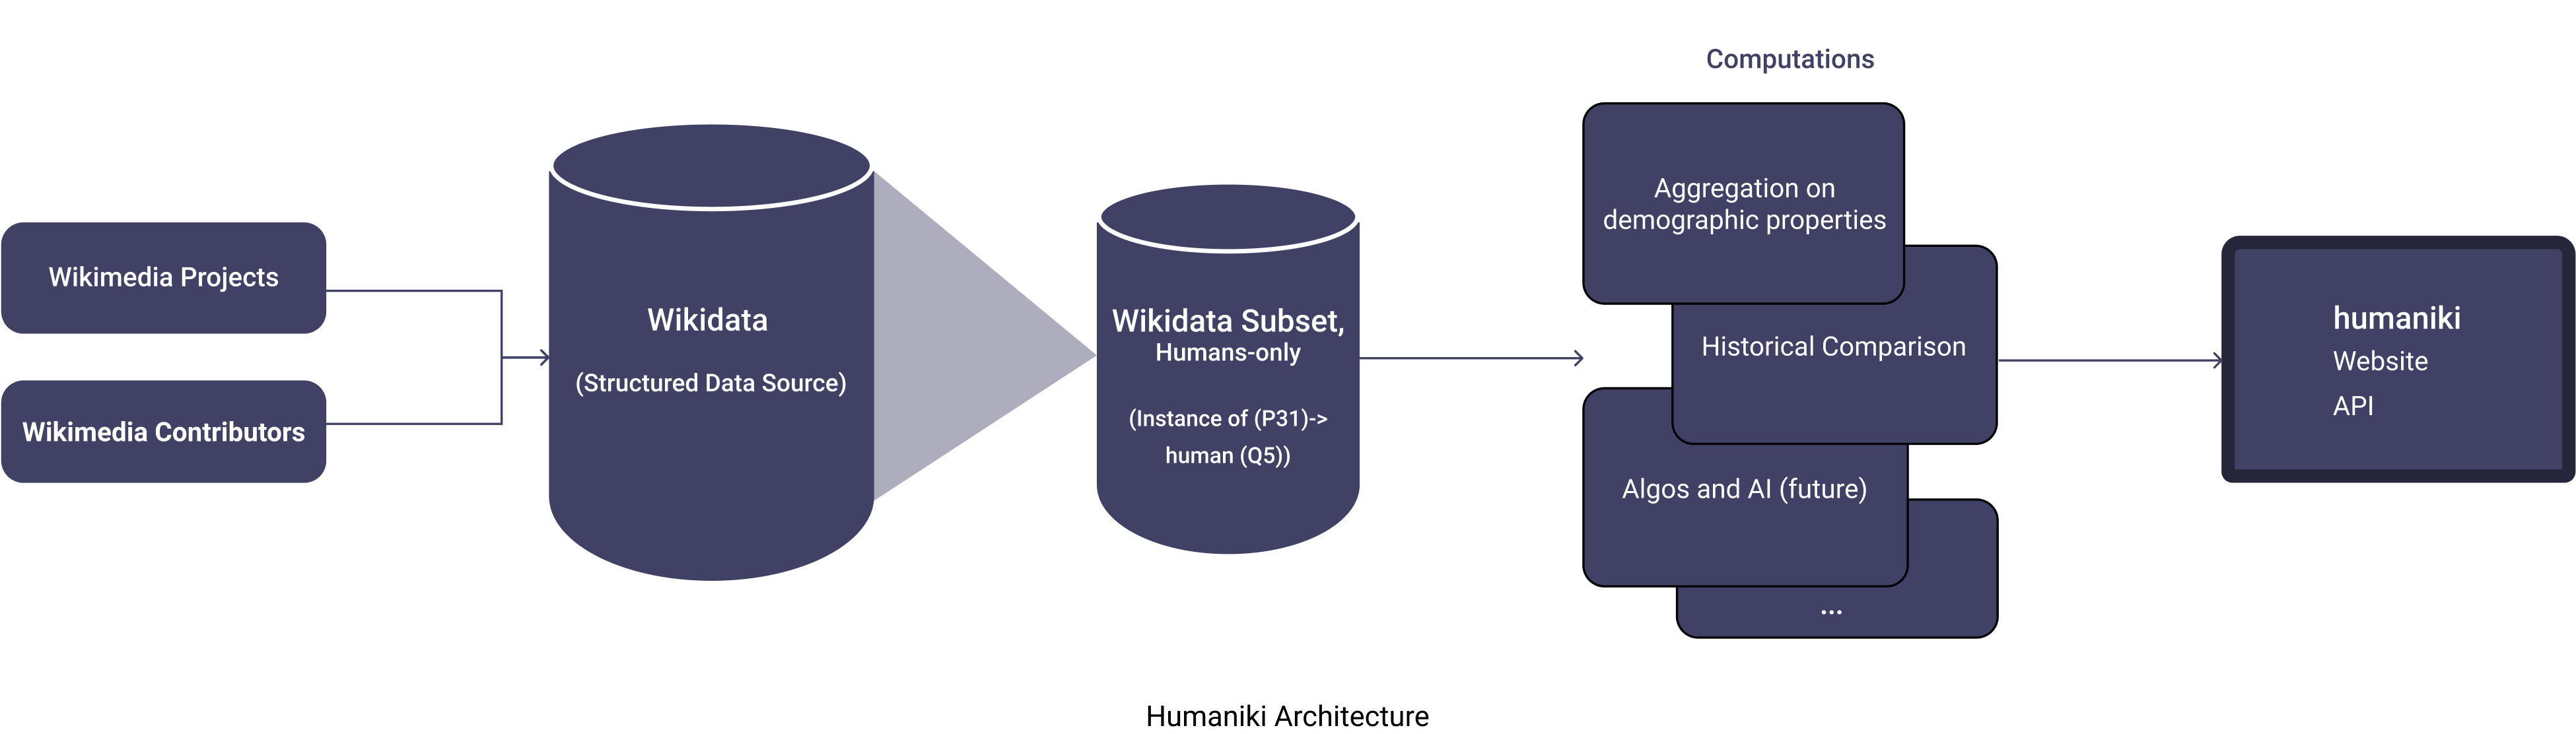 Wikimedia Projects
Wikimedia Contributors
Wikidata
(Structured Data Source)
Wikidata Subset,
Humans-only
(Instance of (P31)->
human (Q5))
Computations
Aggregation on
demographic properties
Historical Comparison
Algos and AI (future)
...
humaniki
Website
API
Humaniki Architecture